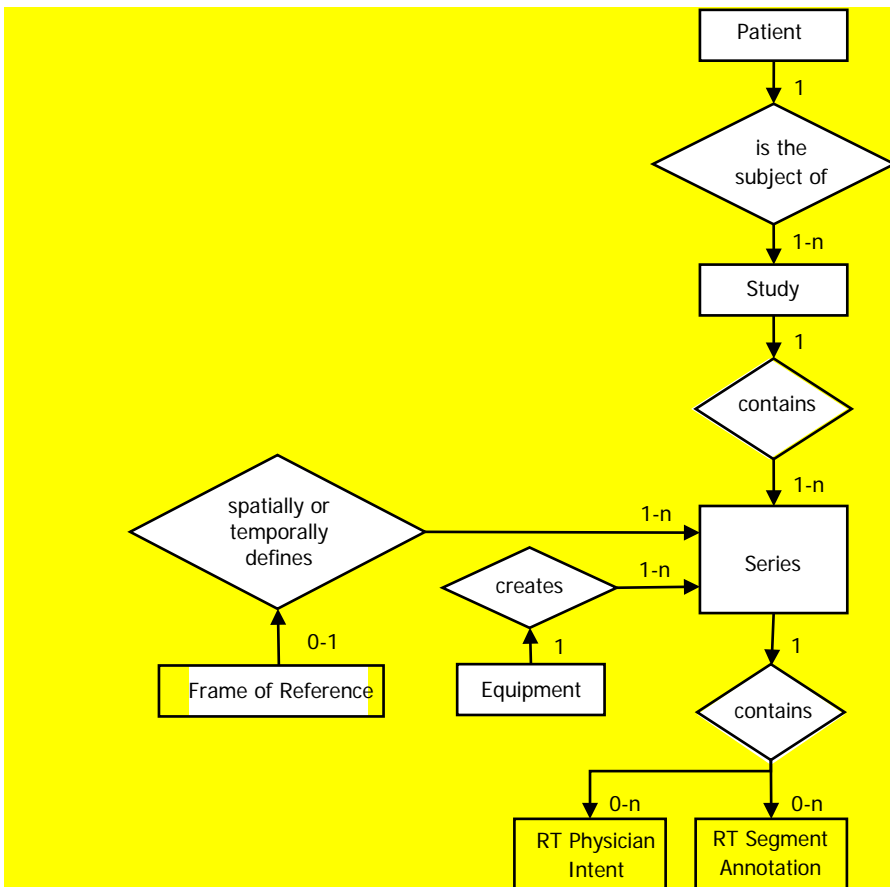 Patient
1
is the
subject of
1-n
Study
1
contains
1-n
spatially or
temporally
defines
1-n
Series
creates
1-n
0-1
1
1
Frame of Reference
Equipment
contains
0-n
0-n
RT Physician
Intent
RT Segment
Annotation